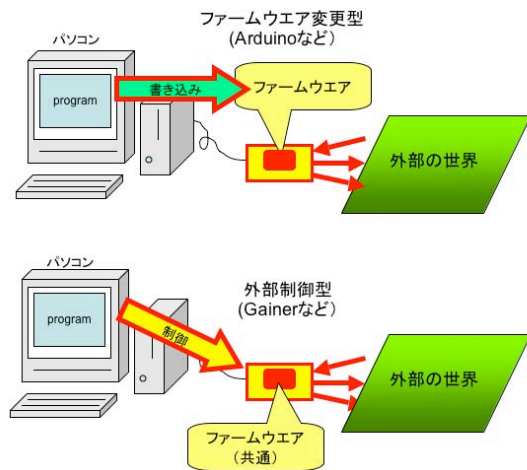 ファームウエア変更型
(Arduinoなど)
パソコン
program
書き込み
ファームウエア
外部の世界
パソコン
外部制御型
(Gainerなど)
program
制御
外部の世界
ファームウエア
（共通）